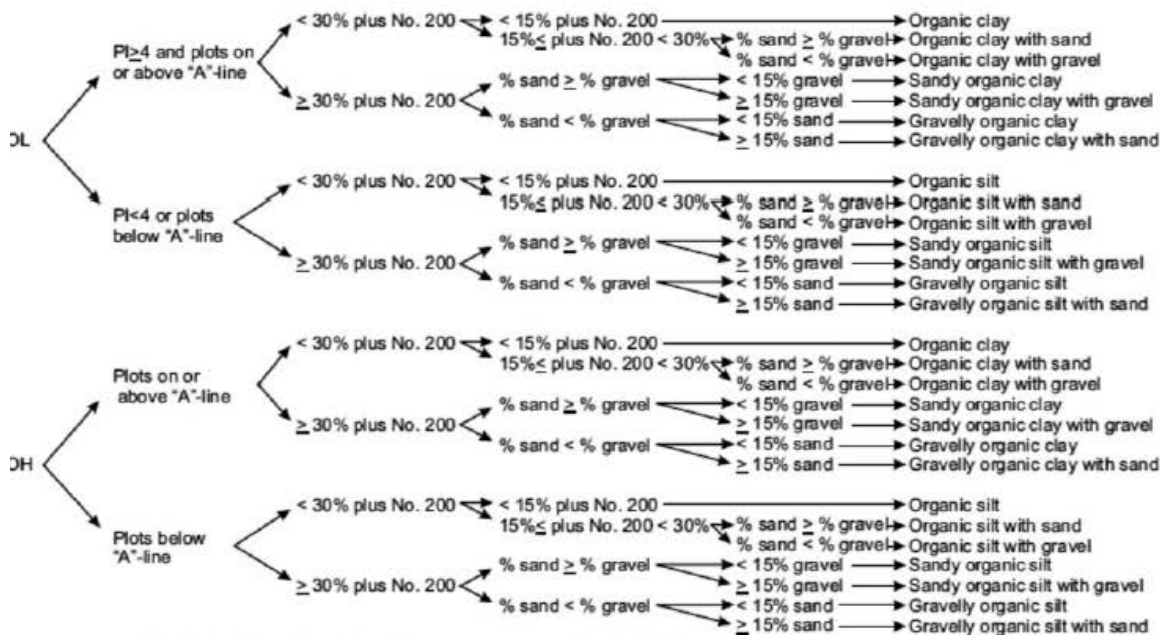 < 30% plus No. 200 < 15% plus No. 200 Organic clay
PI≥4 and plots on 15%≤ plus No. 200 < 30% % sand ≥ % gravel Organic clay with sand
or above "A"-line % sand < % gravel Organic clay with gravel
≥ 30% plus No. 200 % sand ≥ % gravel < 15% gravel Sandy organic clay
≥ 15% gravel Sandy organic clay with gravel
% sand < % gravel < 15% sand Gravelly organic clay
OL ≥ 15% sand Gravelly organic clay with sand
< 30% plus No. 200 < 15% plus No. 200 Organic silt
PI<4 or plots 15%≤ plus No. 200 < 30% % sand ≥ % gravel Organic silt with sand
below "A"-line % sand < % gravel Organic silt with gravel
≥ 30% plus No. 200 % sand ≥ % gravel < 15% gravel Sandy organic silt
≥ 15% gravel Sandy organic silt with gravel
% sand < % gravel < 15% sand Gravelly organic silt
≥ 15% sand Gravelly organic silt with sand
< 30% plus No. 200 < 15% plus No. 200 Organic clay
Plots on or 15%≤ plus No. 200 < 30% % sand ≥ % gravel Organic clay with sand
above "A"-line % sand < % gravel Organic clay with gravel
≥ 30% plus No. 200 % sand ≥ % gravel < 15% gravel Sandy organic clay
≥ 15% gravel Sandy organic clay with gravel
% sand < % gravel < 15% sand Gravelly organic clay
OH ≥ 15% sand Gravelly organic clay with sand
< 30% plus No. 200 < 15% plus No. 200 Organic silt
Plots below 15%≤ plus No. 200 < 30% % sand ≥ % gravel Organic silt with sand
"A"-line % sand < % gravel Organic silt with gravel
≥ 30% plus No. 200 % sand ≥ % gravel < 15% gravel Sandy organic silt
≥ 15% gravel Sandy organic silt with gravel
% sand < % gravel < 15% sand Gravelly organic silt
≥ 15% sand Gravelly organic silt with sand